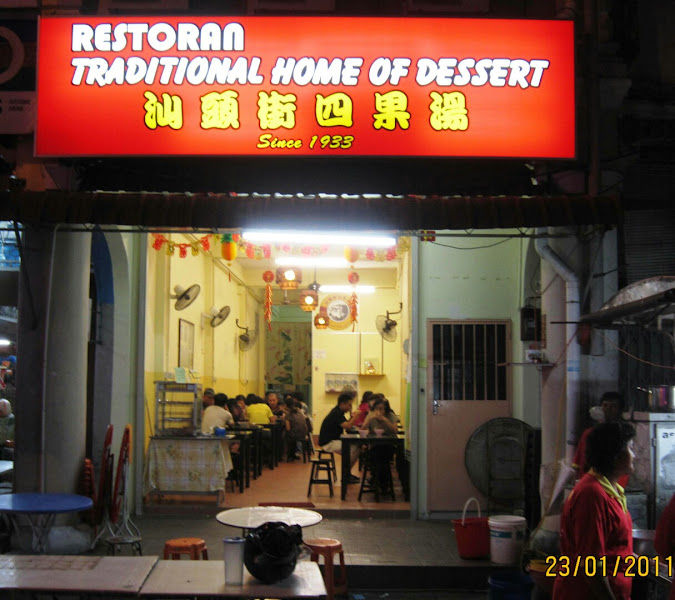 RESTORAN
TRADITIONAL HOME OF DESSERT
汕頭街四果湯
Since 1933
23/01/2011